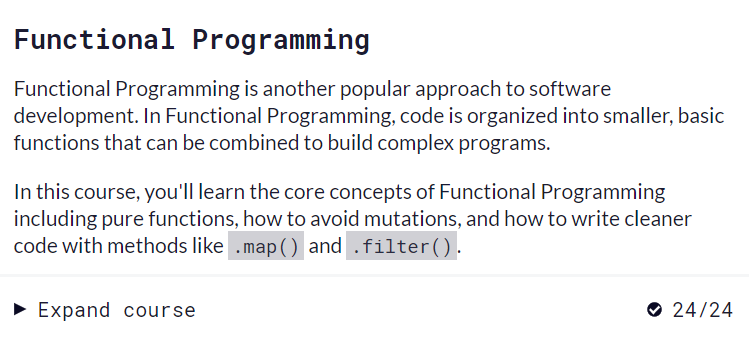 Functional Programming
Functional Programming is another popular approach to software
development. In Functional Programming, code is organized into smaller, basic
functions that can be combined to build complex programs.
In this course, you'll learn the core concepts of Functional Programming
including pure functions, how to avoid mutations, and how to write cleaner
code with methods like .map() and .filter().
Expand course 24/24